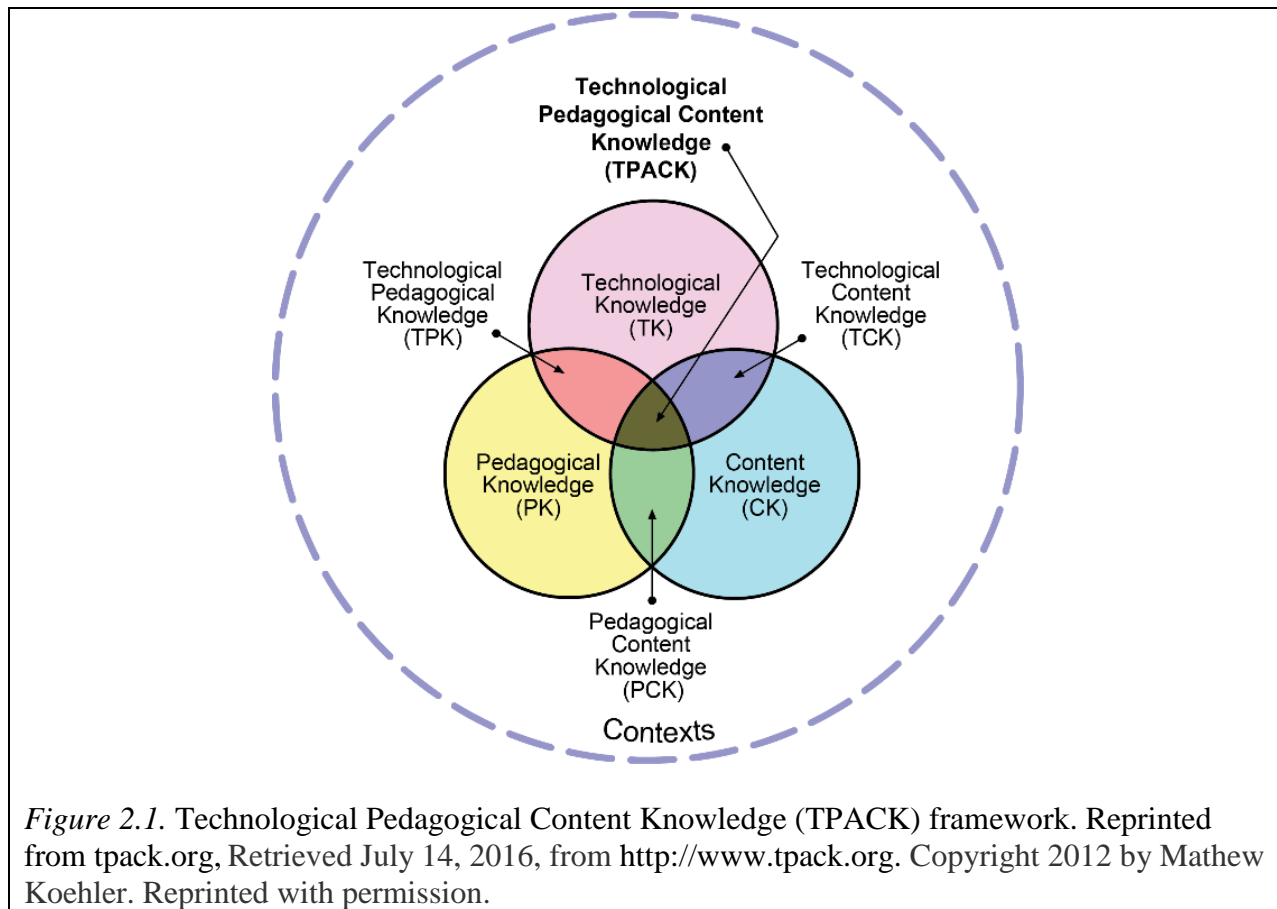 Technological
Pedagogical Content
Knowledge
(TPACK)
Technological
Pedagogical
Knowledge
(TPK)
Technological
Knowledge
(TK)
Technological
Content
Knowledge
(TCK)
Pedagogical
Knowledge
(PK)
Content
Knowledge
(CK)
Pedagogical
Content
Knowledge
(PCK)
Contexts
Figure 2.1. Technological Pedagogical Content Knowledge (TPACK) framework. Reprinted
from tpack.org, Retrieved July 14, 2016, from http://www.tpack.org. Copyright 2012 by Mathew
Koehler. Reprinted with permission.